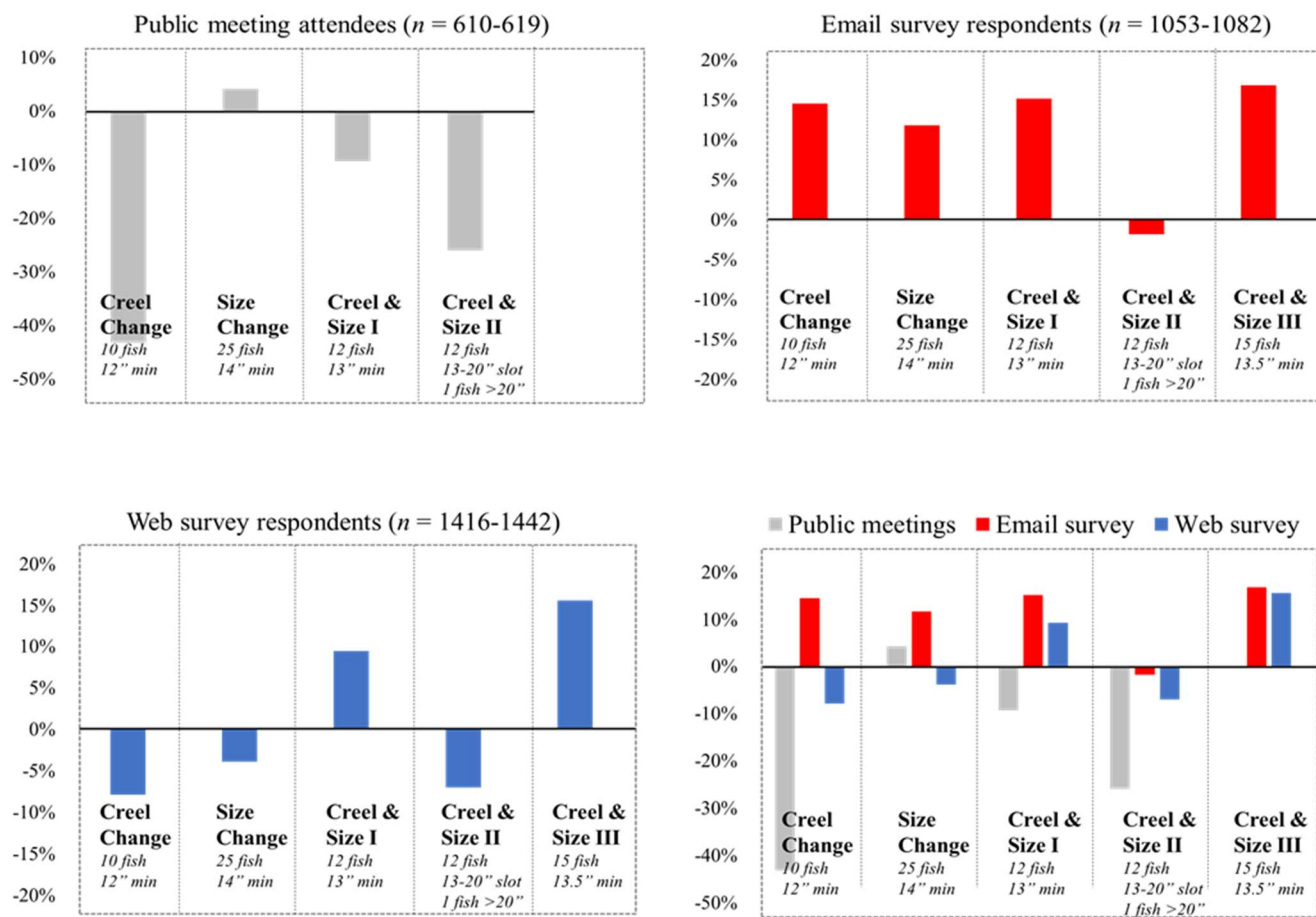 Public meeting attendees (n = 610-619)
10%
0%
-10%
-20%
-30%
-40%
-50%
Creel
Change
10 fish
12” min
Size
Change
25 fish
14” min
Creel &
Size I
12 fish
13” min
Creel &
Size II
12 fish
13-20” slot
1 fish >20”
Email survey respondents (n = 1053-1082)
20%
15%
10%
5%
0%
-5%
-10%
-15%
-20%
Creel
Change
10 fish
12” min
Size
Change
25 fish
14” min
Creel &
Size I
12 fish
13” min
Creel &
Size II
12 fish
13-20” slot
1 fish >20”
Creel &
Size III
15 fish
13.5” min
Web survey respondents (n = 1416-1442)
20%
15%
10%
5%
0%
-5%
-10%
-15%
-20%
Creel
Change
10 fish
12” min
Size
Change
25 fish
14” min
Creel &
Size I
12 fish
13” min
Creel &
Size II
12 fish
13-20” slot
1 fish >20”
Creel &
Size III
15 fish
13.5” min
Public meetings Email survey Web survey
20%
10%
0%
-10%
-20%
-30%
-40%
-50%
Creel
Change
10 fish
12” min
Size
Change
25 fish
14” min
Creel &
Size I
12 fish
13” min
Creel &
Size II
12 fish
13-20” slot
1 fish >20”
Creel &
Size III
15 fish
13.5” min